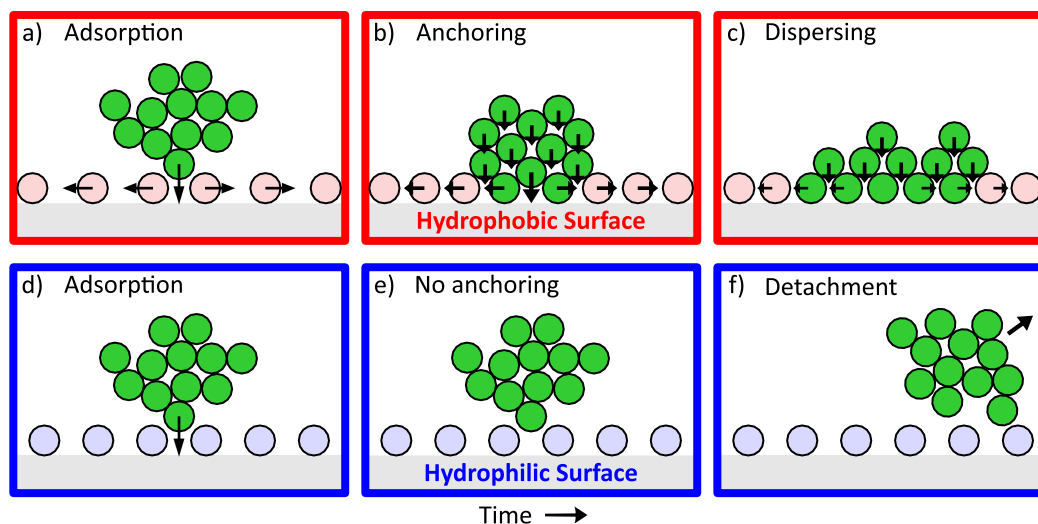 a) Adsorption
b) Anchoring
c) Dispersing
Hydrophobic Surface
d) Adsorption
e) No anchoring
f) Detachment
Hydrophilic Surface
Time